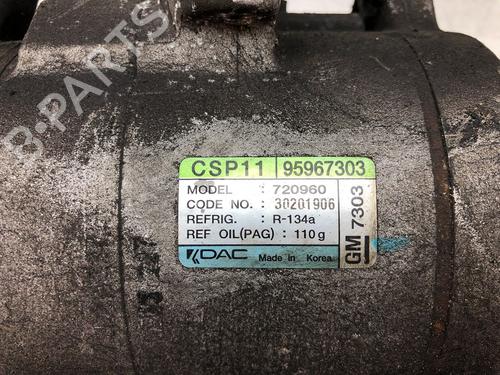 B-PARTS
CSP11 95967303
MODEL : 720960
CODE NO. : 30201906
REFRIG. : R-134a
REF OIL(PAG) : 110g
DAC Made in Korea
GM 7303